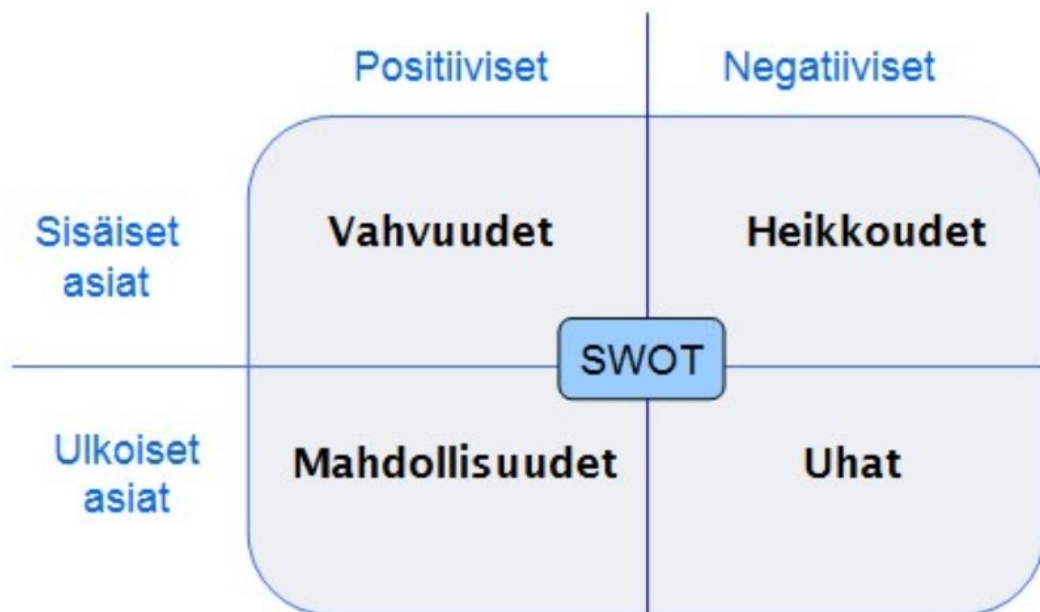 Positiiviset
Negatiiviset
Sisäiset
asiat
Vahvuudet
Heikkoudet
SWOT
Ulkoiset
asiat
Mahdollisuudet
Uhat